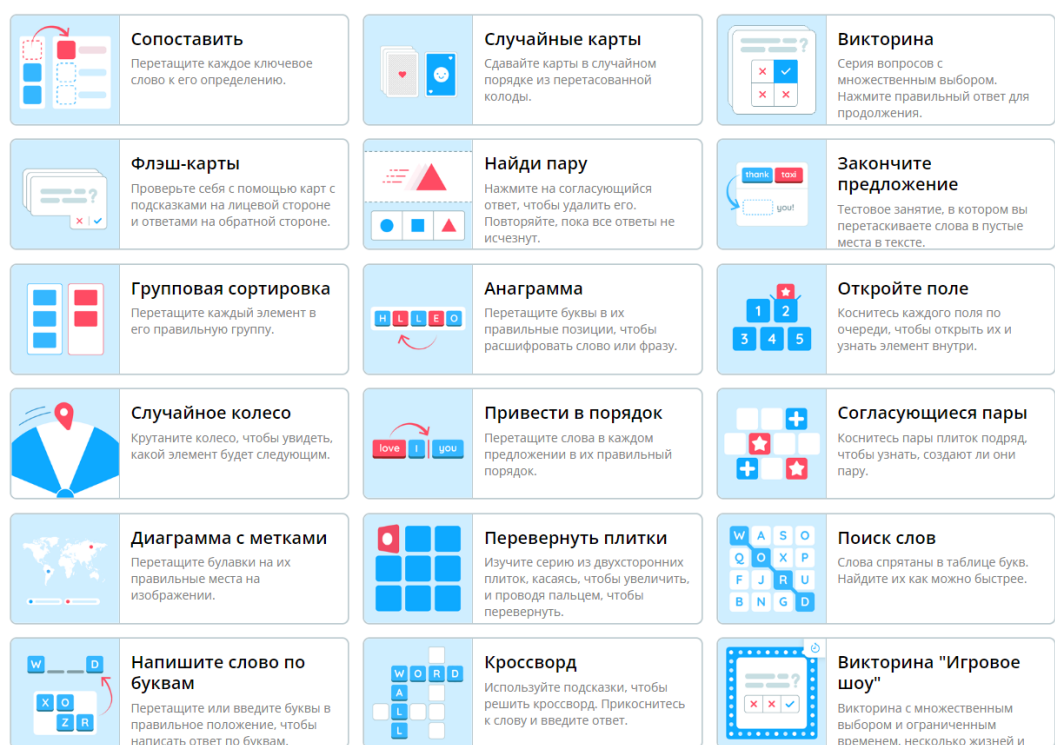 Сопоставить
Перетащите каждое ключевое
слово к его определению.
Случайные карты
Сдавайте карты в случайном
порядке из перетасованной
колоды.
?
Викторина
Серия вопросов с
множественным выбором.
Нажмите правильный ответ для
продолжения.
?
Флэш-карты
Проверьте себя с помощью карт с
подсказками на лицевой стороне
и ответами на обратной стороне.
Найди пару
Нажмите на согласующийся
ответ, чтобы удалить его.
Повторяйте, пока все ответы не
исчезнут.
thank taxi
you!
Закончите
предложение
Тестовое занятие, в котором вы
перетаскиваете слова в пустые
места в тексте.
Групповая сортировка
Перетащите каждый элемент в
его правильную группу.
H L L E O
Анаграмма
Перетащите буквы в их
правильные позиции, чтобы
расшифровать слово или фразу.
1 2
3 4 5
Откройте поле
Коснитесь каждого поля по
очереди, чтобы открыть их и
узнать элемент внутри.
Случайное колесо
Крутаните колесо, чтобы увидеть,
какой элемент будет следующим.
love I you
Привести в порядок
Перетащите слова в каждом
предложении в их правильный
порядок.
Согласующиеся пары
Коснитесь пары плиток подряд,
чтобы узнать, создают ли они
пару.
Диаграмма с метками
Перетащите булавки на их
правильные места на
изображении.
Перевернуть плитки
Изучите серию из двухсторонних
плиток, касаясь, чтобы увеличить,
и проводя пальцем, чтобы
перевернуть.
W A S O
Q O X P
F J R U
B N G D
Поиск слов
Слова спрятаны в таблице букв.
Найдите их как можно быстрее.
W _ _ D
X O
Z R
Напишите слово по
буквам
Перетащите или введите буквы в
правильное положение, чтобы
написать ответ по буквам.
W O R D
A
L
L
Кроссворд
Используйте подсказки, чтобы
решить кроссворд. Прикоснитесь
к слову и введите ответ.
?
Викторина "Игровое
шоу"
Викторина с множественным
выбором и ограниченным
временем, несколько жизней и